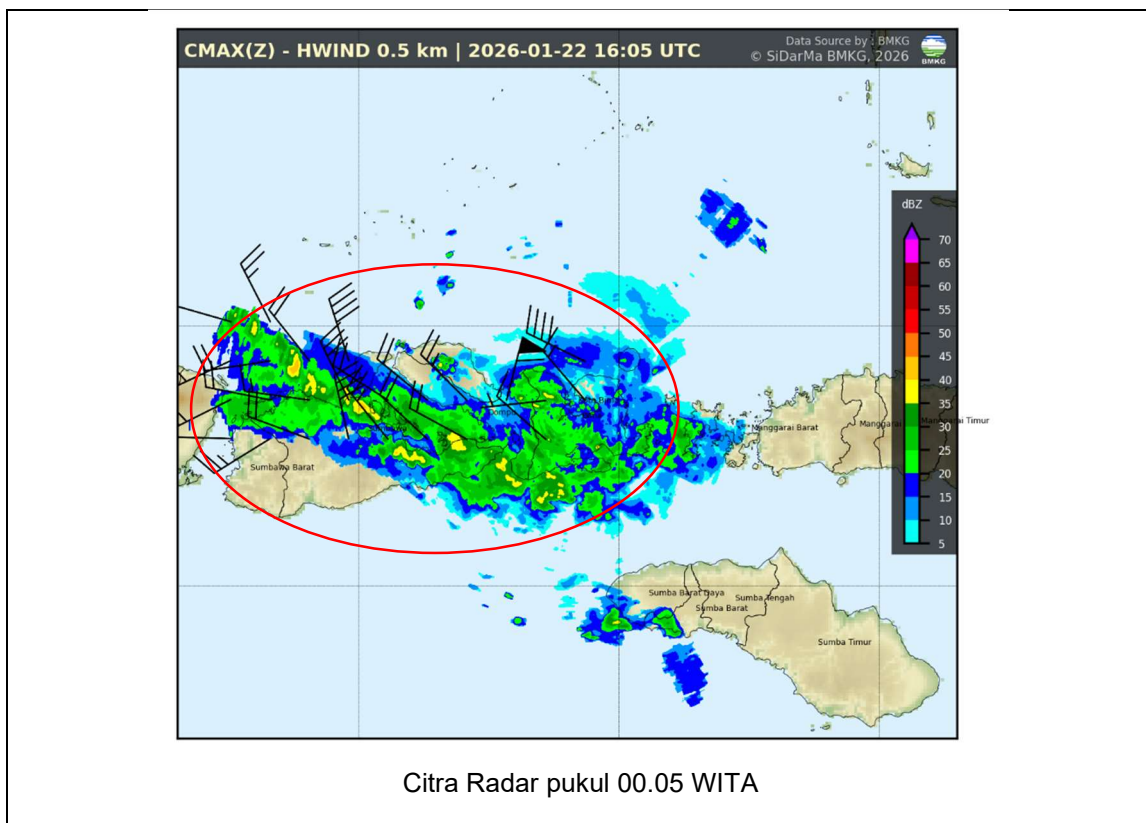 CMAX(Z) - HWIND 0.5 km | 2026-01-22 16:05 UTC
Data Source by : BMKG
© SiDarMa BMKG, 2026
BMKG
dBZ
70
65
60
55
50
45
40
35
30
25
20
15
10
5
Dompu
Manggarai Barat
Manggarai Timur
Sumbawa Barat
Sumba Barat Daya
Sumba Tengah
Sumba Barat
Sumba Timur
Citra Radar pukul 00.05 WITA